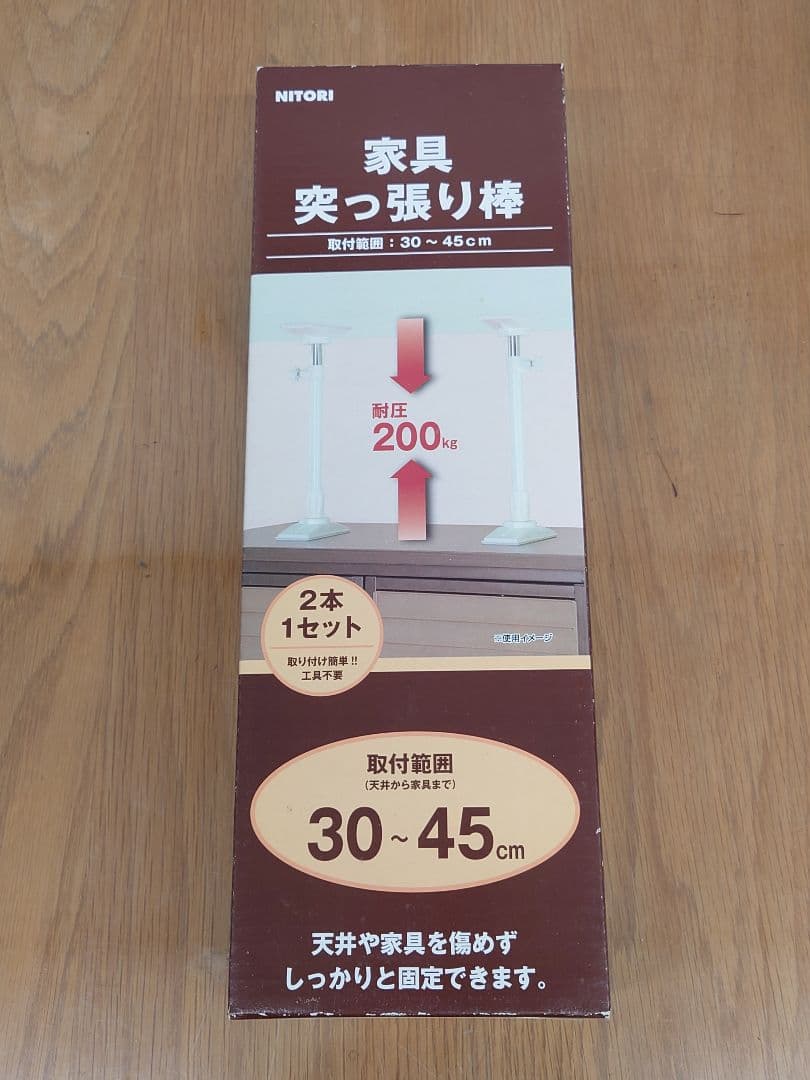 NITORI
家具
突っ張り棒
取付範囲：30～45cm
耐圧
200kg
2本
1セット
取り付け簡単!!
工具不要
※使用イメージ
取付範囲
(天井から家具まで)
30～45cm
天井や家具を傷めず
しっかりと固定できます。